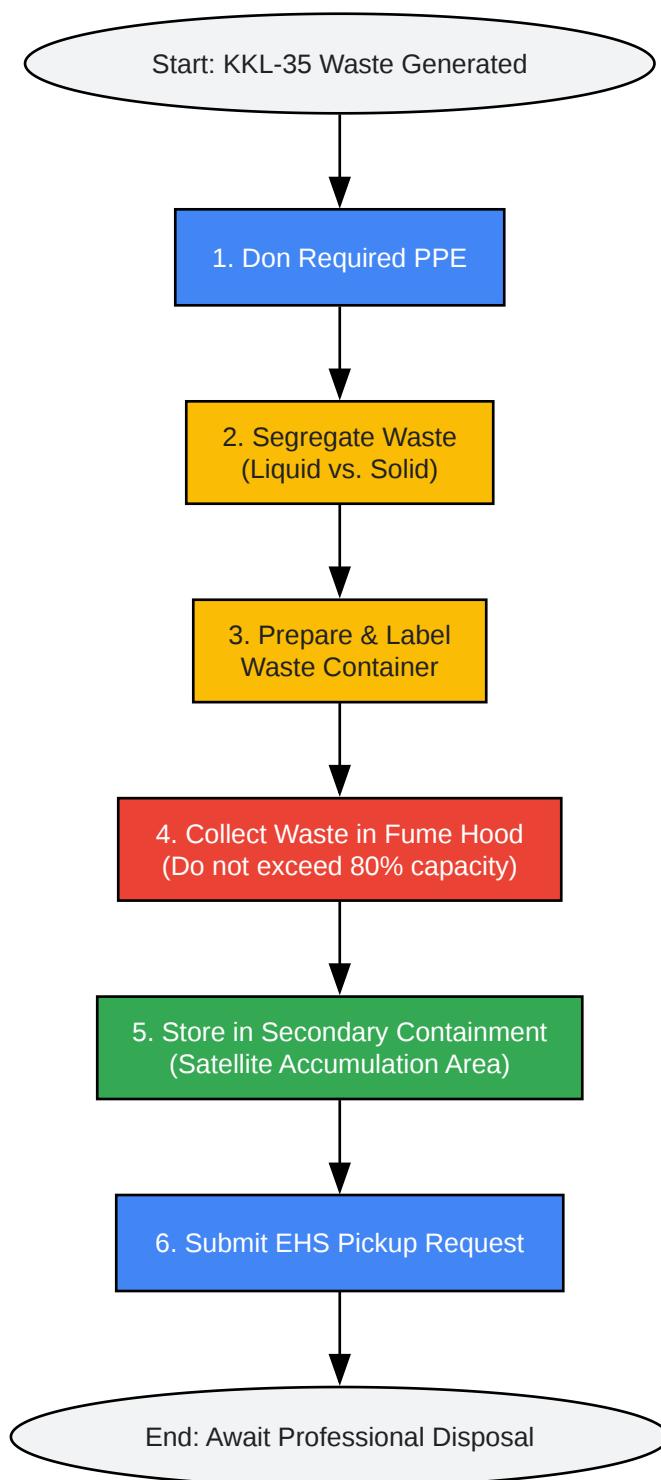 Start: KKL-35 Waste Generated
1. Don Required PPE
2. Segregate Waste
(Liquid vs. Solid)
3. Prepare & Label
Waste Container
4. Collect Waste in Fume Hood
(Do not exceed 80% capacity)
5. Store in Secondary Containment
(Satellite Accumulation Area)
6. Submit EHS Pickup Request
End: Await Professional Disposal